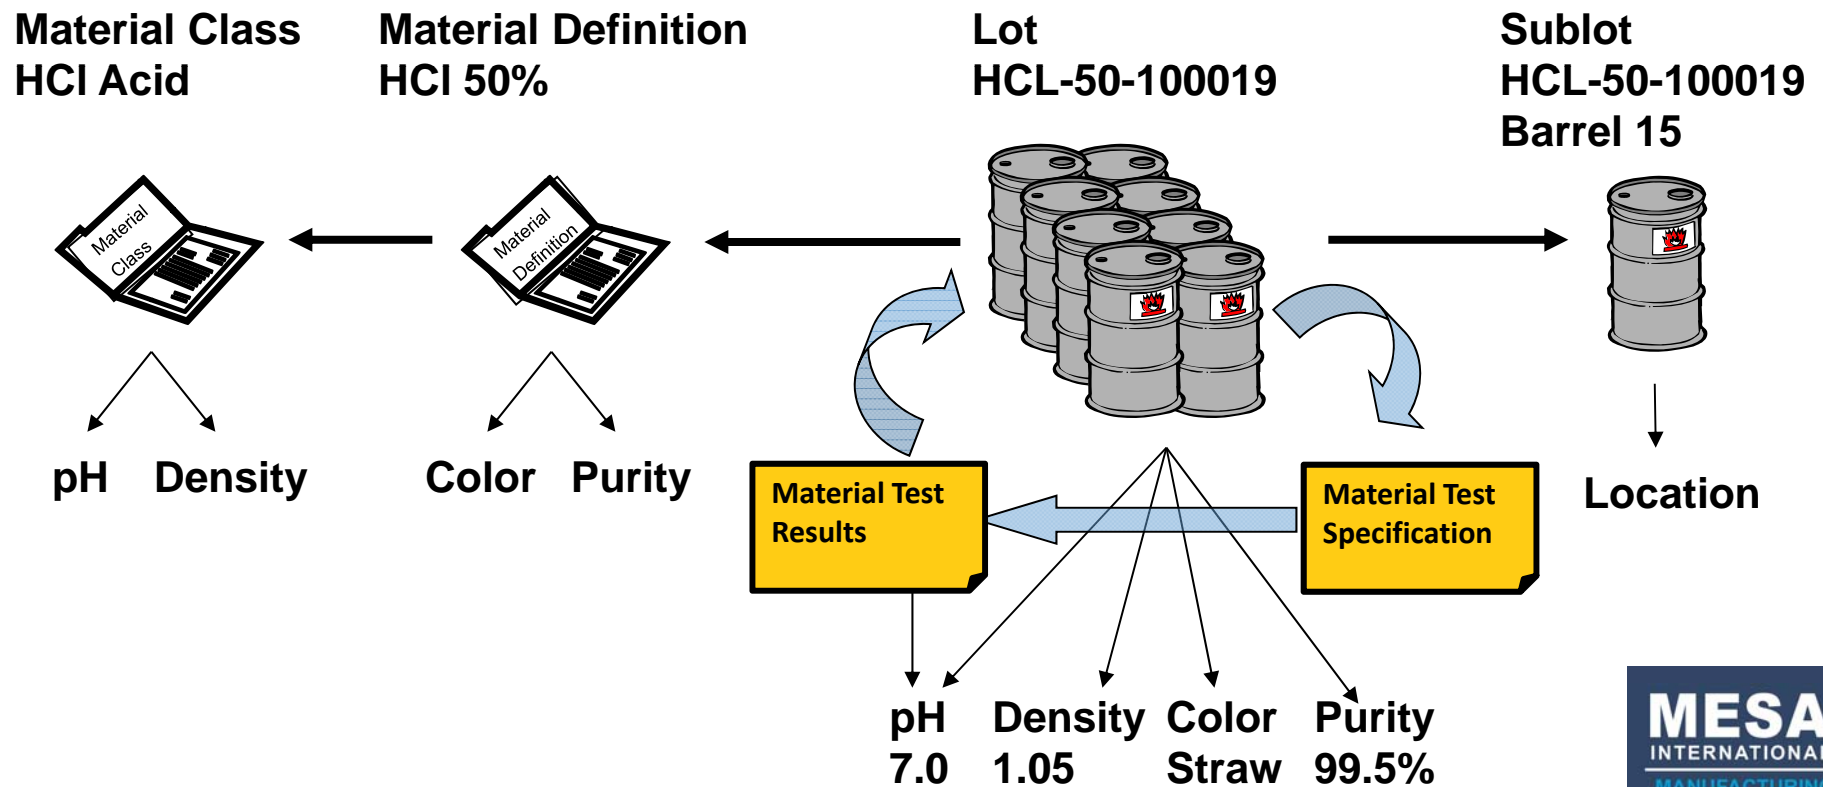 Material Class
HCl Acid
Material Definition
HCl 50%
Lot
HCL-50-100019
Sublot
HCL-50-100019
Barrel 15
Material
Class
Material
Definition
pH
Density
Color
Purity
Material Test
Results
Material Test
Specification
Location
pH
7.0
Density
1.05
Color
Straw
Purity
99.5%
MESA
INTERNATIONAL
MANUFACTURING